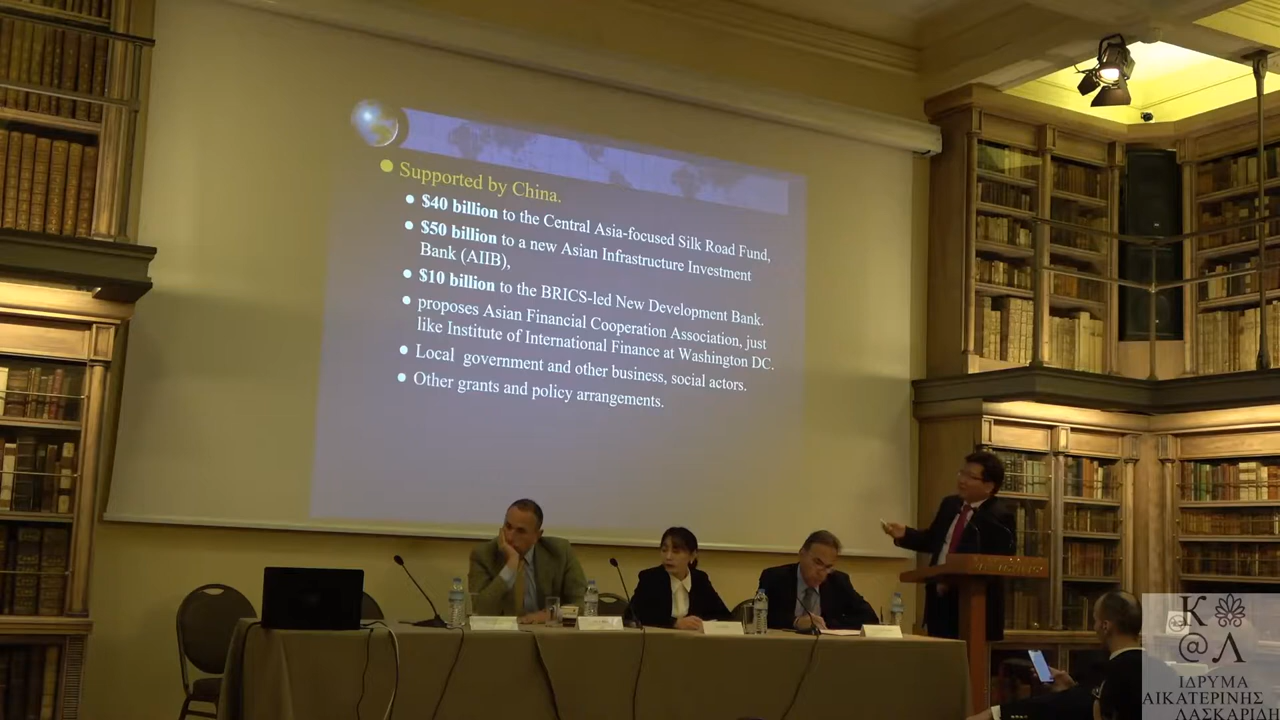 Supported by China.
$40 billion to the Central Asia-focused Silk Road Fund,
$50 billion to a new Asian Infrastructure Investment
Bank (AIIB),
$10 billion to the BRICS-led New Development Bank.
proposes Asian Financial Cooperation Association, just
like Institute of International Finance at Washington DC.
Local government and other business, social actors.
Other grants and policy arrangements.
Κ
@ Λ
ΙΔΡΥΜΑ
ΑΙΚΑΤΕΡΙΝΗΣ
ΛΑΣΚΑΡΙΔΗ